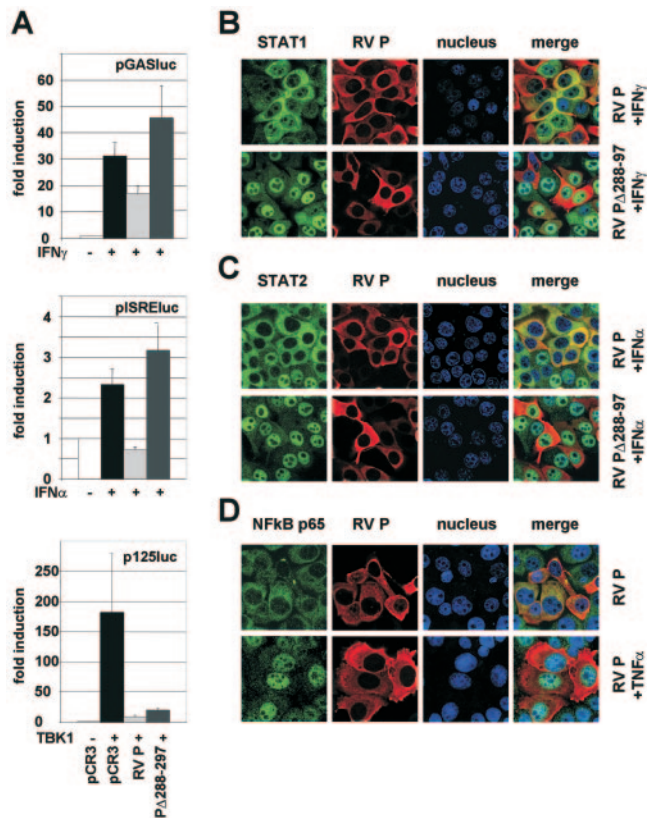 A
pGASluc
fold induction
60
50
40
30
20
10
0
IFNγ - + + +
pISREluc
fold induction
4
3
2
1
0
IFNα - + + +
p125luc
fold induction
250
200
150
100
50
0
TBK1
pCR3 -
pCR3 +
RV P +
PΔ288-297 +
B
STAT1 RV P nucleus merge
RV P
+IFNγ
RV PΔ288-97
+IFNγ
C
STAT2 RV P nucleus merge
RV P
+IFNα
RV PΔ288-97
+IFNα
D
NFkB p65 RV P nucleus merge
RV P
RV P
+TNFα